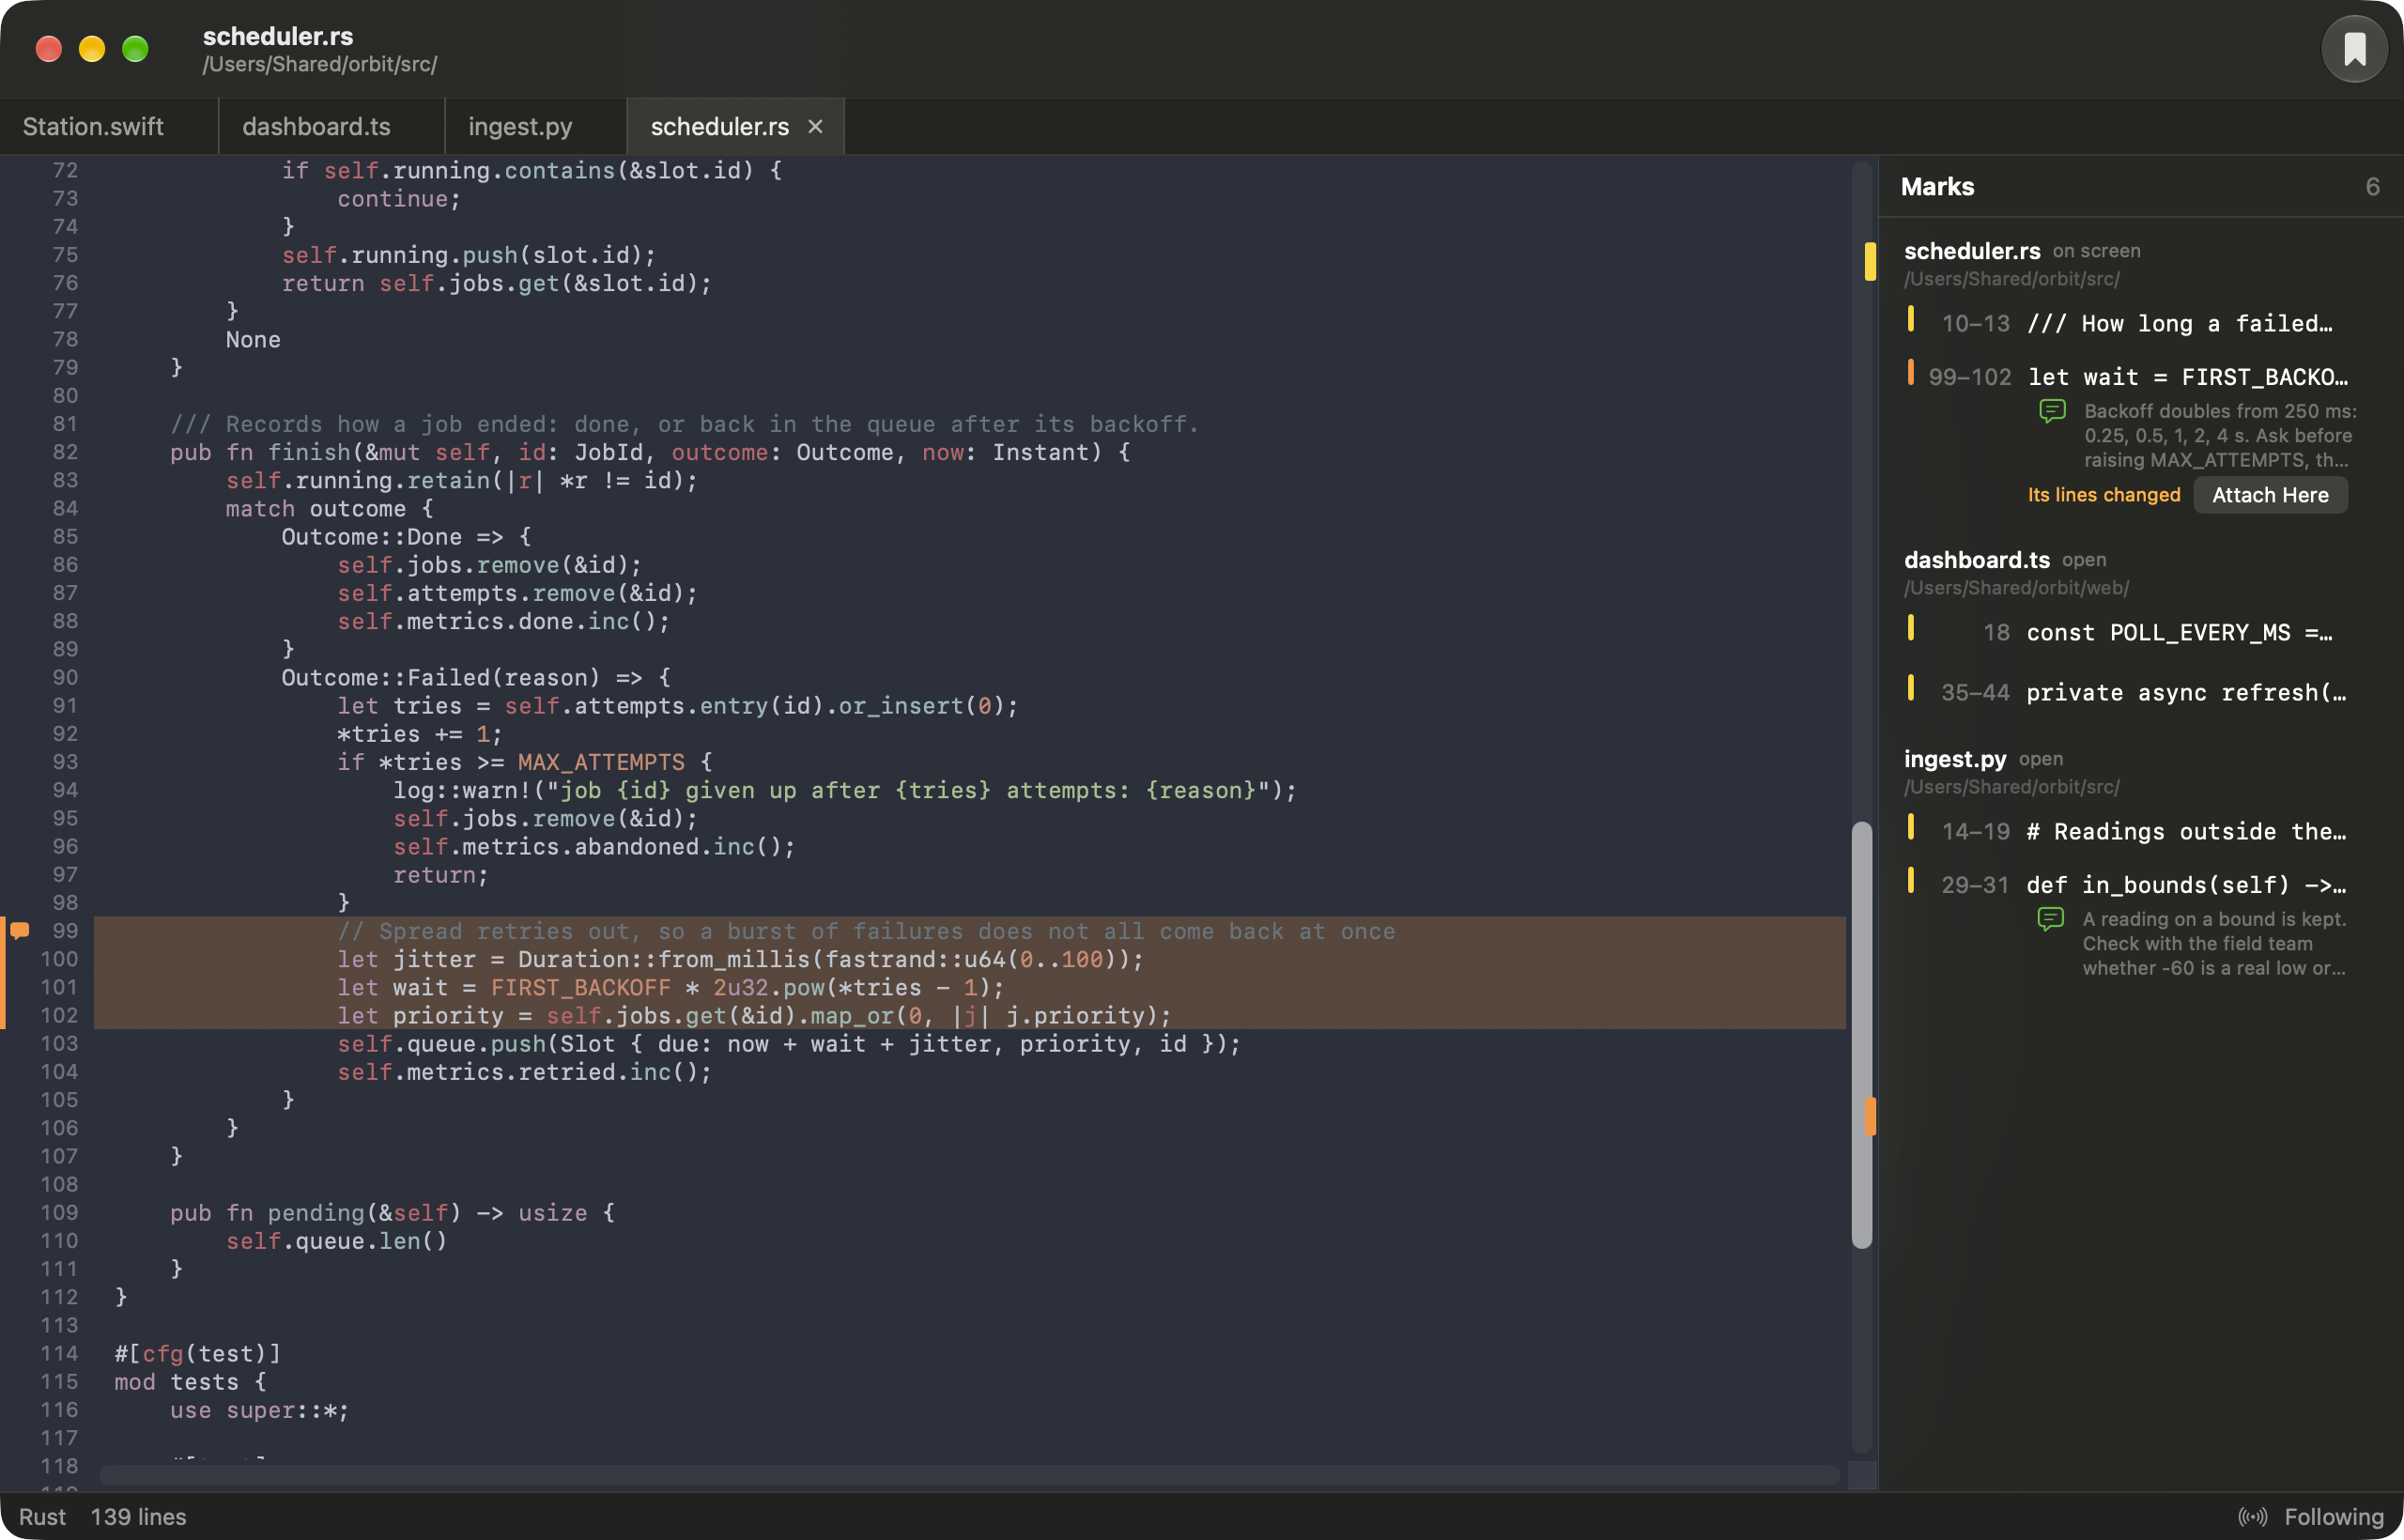 scheduler.rs
/Users/Shared/orbit/src/
Station.swift
dashboard.ts
ingest.py
scheduler.rs ×
72 if self.running.contains(&slot.id) {
73 continue;
74 }
75 self.running.push(slot.id);
76 return self.jobs.get(&slot.id);
77 }
78 None
79 }
80
81 /// Records how a job ended: done, or back in the queue after its backoff.
82 pub fn finish(&mut self, id: JobId, outcome: Outcome, now: Instant) {
83 self.running.retain(|r| *r != id);
84 match outcome {
85 Outcome::Done => {
86 self.jobs.remove(&id);
87 self.attempts.remove(&id);
88 self.metrics.done.inc();
89 }
90 Outcome::Failed(reason) => {
91 let tries = self.attempts.entry(id).or_insert(0);
92 *tries += 1;
93 if *tries >= MAX_ATTEMPTS {
94 log::warn!("job {id} given up after {tries} attempts: {reason}");
95 self.jobs.remove(&id);
96 self.metrics.abandoned.inc();
97 return;
98 }
99 // Spread retries out, so a burst of failures does not all come back at once
100 let jitter = Duration::from_millis(fastrand::u64(0..100));
101 let wait = FIRST_BACKOFF * 2u32.pow(*tries - 1);
102 let priority = self.jobs.get(&id).map_or(0, |j| j.priority);
103 self.queue.push(Slot { due: now + wait + jitter, priority, id });
104 self.metrics.retried.inc();
105 }
106 }
107 }
108
109 pub fn pending(&self) -> usize {
110 self.queue.len()
111 }
112 }
113
114 #[cfg(test)]
115 mod tests {
116 use super::*;
117
118
Marks 6
scheduler.rs on screen
/Users/Shared/orbit/src/
10–13 /// How long a failed…
99–102 let wait = FIRST_BACKO…
Backoff doubles from 250 ms:
0.25, 0.5, 1, 2, 4 s. Ask before
raising MAX_ATTEMPTS, th…
Its lines changed Attach Here
dashboard.ts open
/Users/Shared/orbit/web/
18 const POLL_EVERY_MS =…
35–44 private async refresh(…
ingest.py open
/Users/Shared/orbit/src/
14–19 # Readings outside the…
29–31 def in_bounds(self) ->…
A reading on a bound is kept.
Check with the field team
whether -60 is a real low or…
Rust 139 lines
Following